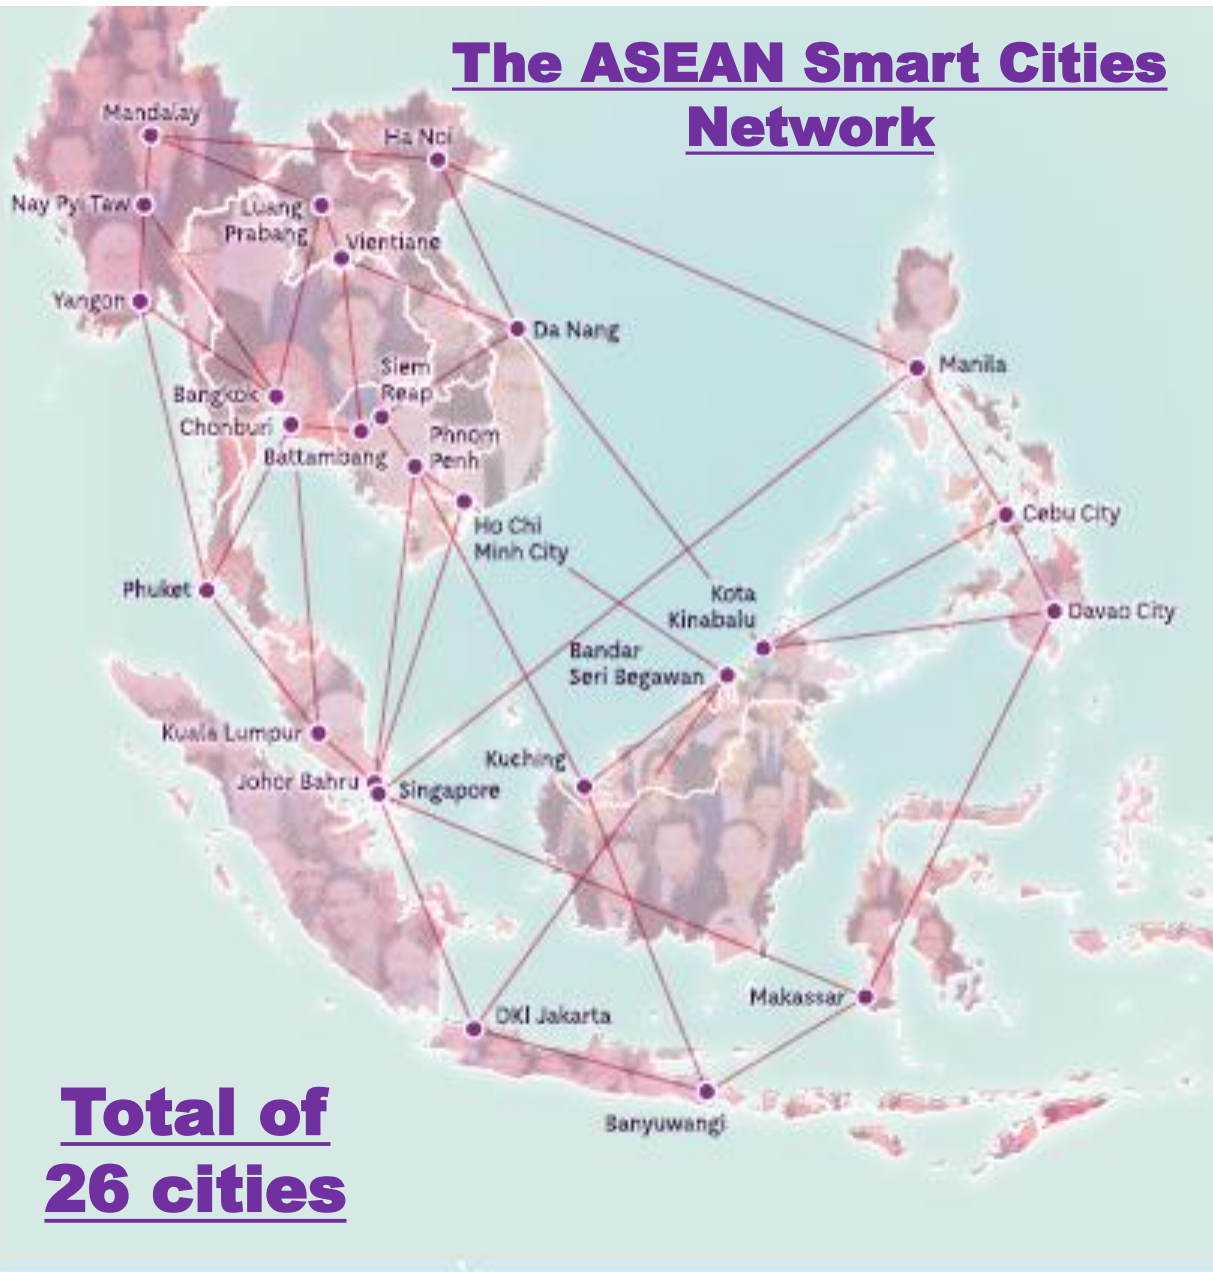 The ASEAN Smart Cities
Network
Mandalay
Ha Noi
Nay Pyi Taw
Luang
Prabang
Vientiane
Yangon
Da Nang
Siem
Reap
Manila
Bangkok
Chonburi
Battambang
Phnom
Penh
Ho Chi
Minh City
Cebu City
Phuket
Kota
Kinabalu
Davao City
Bandar
Seri Begawan
Kuala Lumpur
Kuching
Johor Bahru
Singapore
Makassar
DKI Jakarta
Banyuwangi
Total of
26 cities